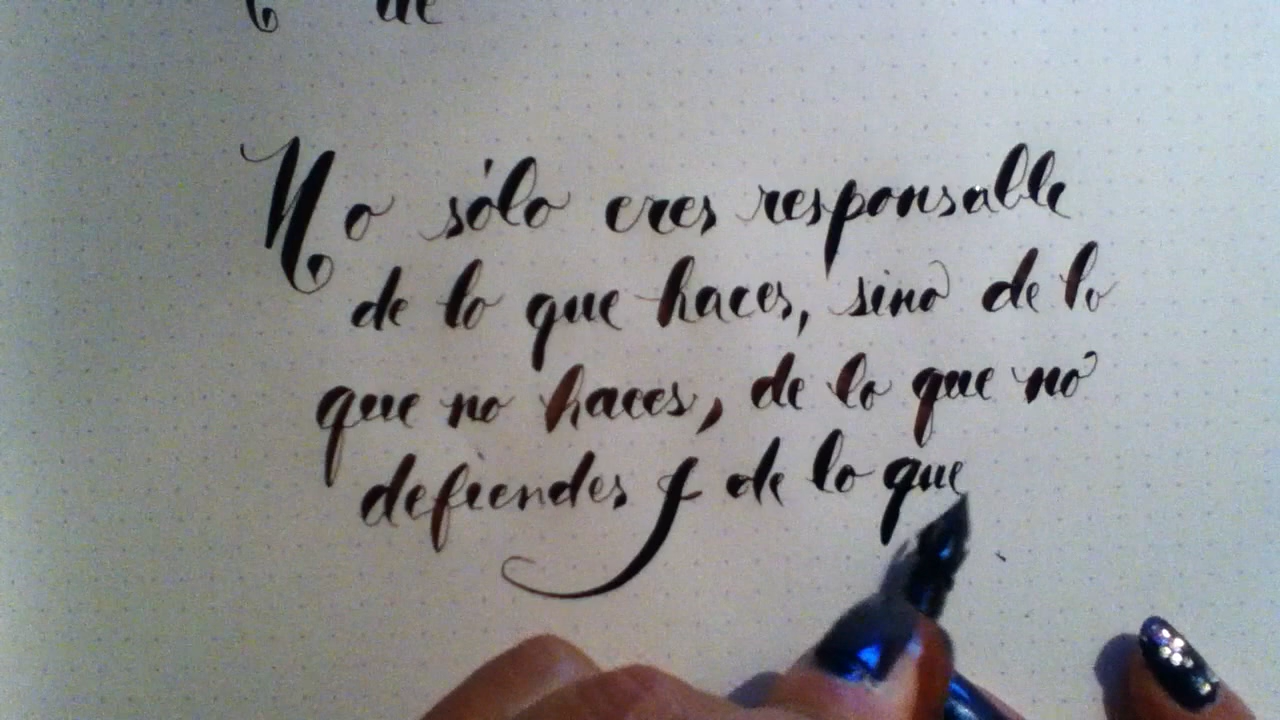 de
No sólo eres responsable
de lo que haces, sino de lo
que no haces, de lo que no
defiendes y de lo que